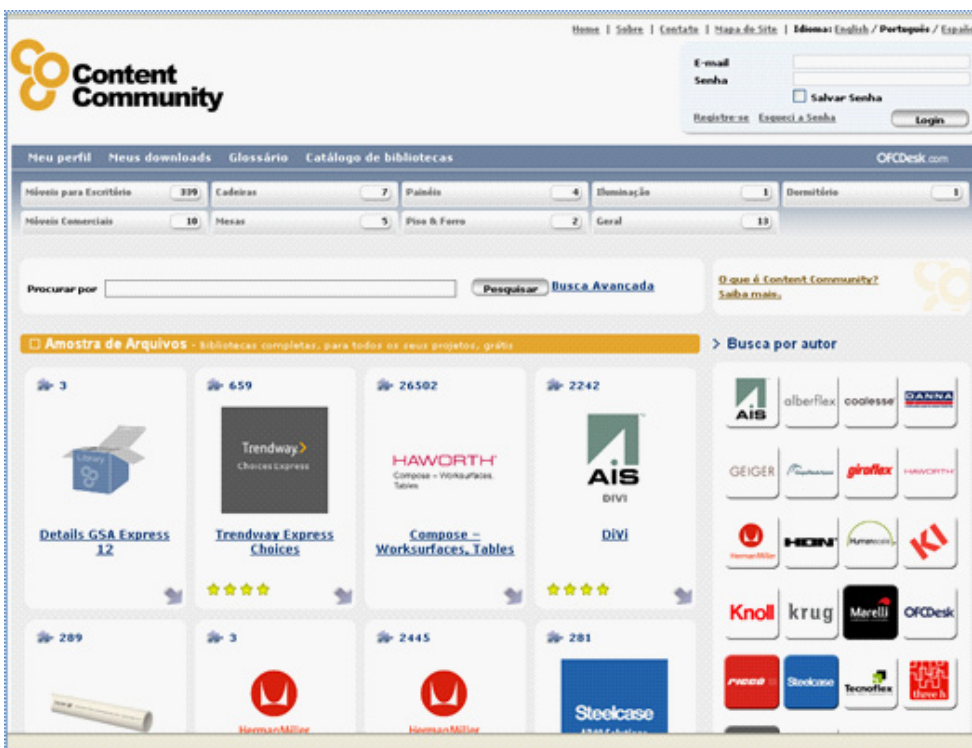 Home | Sobre | Contato | Mapa do Site | Idioma: English / Português / Españo
Content
Community
E-mail
Senha
Salvar Senha
Registre-se Esqueci a Senha Login
Meu perfil Meus downloads Glossário Catálogo de bibliotecas OFCDesk.com
Móveis para Escritório 339 Cadeiras 7 Painéis 4 Iluminação 1 Dormitório 1
Móveis Comerciais 10 Mesas 5 Piso & Forro 2 Geral 13
Procurar por Pesquisar Busca Avançada
O que é Content Community?
Saiba mais.
Amostra de Arquivos - Bibliotecas completas, para todos os seus projetos, grátis
> Busca por autor
3 659 26502 2242
Library
Trendway>
Choices Express
HAWORTH
Compose – Worksurfaces,
Tables
AIS
DIVI
Details GSA Express
12
Trendway Express
Choices
Compose –
Worksurfaces, Tables
DiVi
AIS alberflex coalesse DANNA
GEIGER giroflex HAWORTH
HermanMiller HON Humanscale KI
Knoll krug Marelli OFCDesk
RICCÓ Steelcase Tecnoflex three h
289 3 2445 281
HermanMiller
HermanMiller
Steelcase